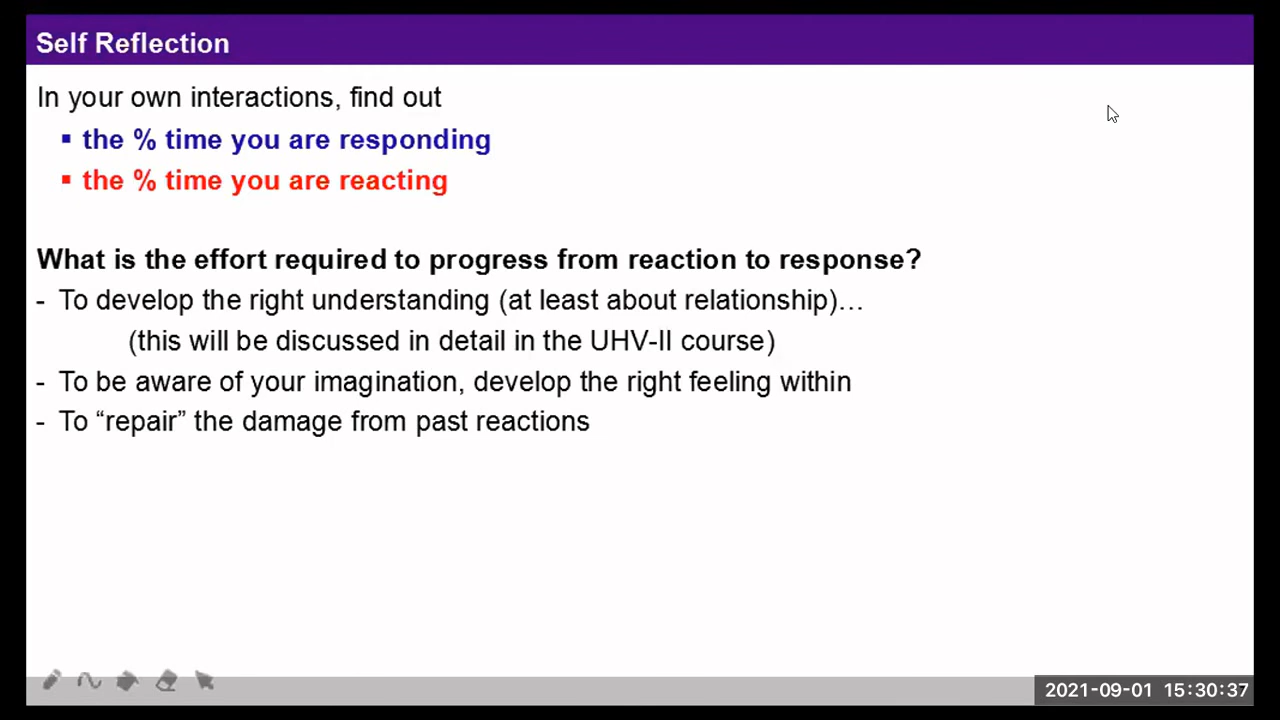 Self Reflection
In your own interactions, find out
▪ the % time you are responding
▪ the % time you are reacting
What is the effort required to progress from reaction to response?
- To develop the right understanding (at least about relationship)…
(this will be discussed in detail in the UHV-II course)
- To be aware of your imagination, develop the right feeling within
- To “repair” the damage from past reactions
2021-09-01 15:30:37